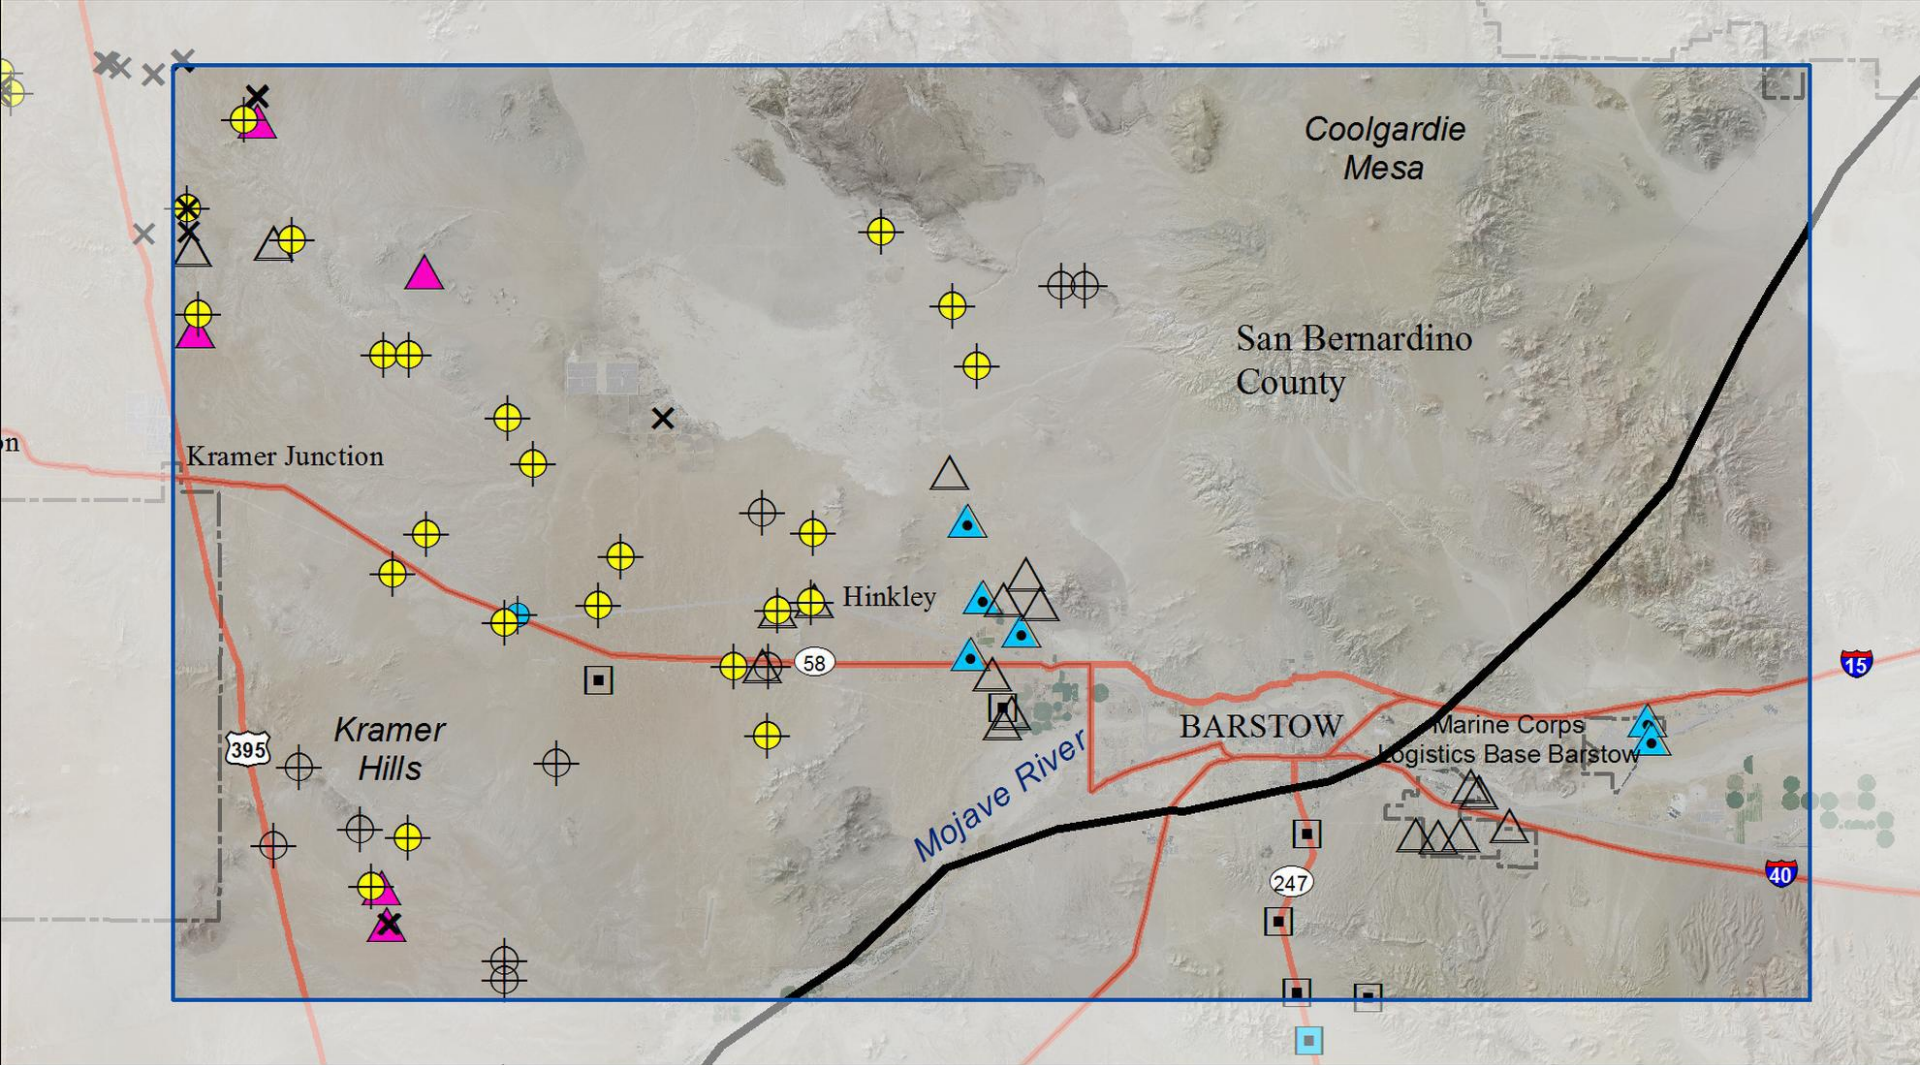 Coolgardie
Mesa
San Bernardino
County
on
Kramer Junction
Hinkley
58
15
Kramer
Hills
395
BARSTOW
Marine Corps
Logistics Base Barstow
Mojave River
247
40